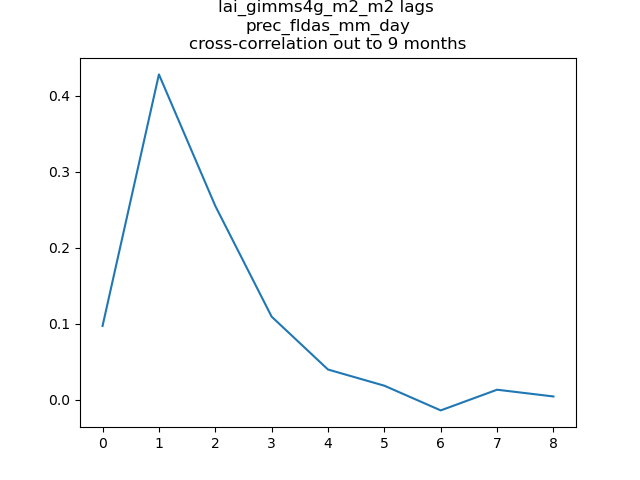 lai_gimms4g_m2_m2 lags
prec_fldas_mm_day
cross-correlation out to 9 months
0.4
0.3
0.2
0.1
0.0
0 1 2 3 4 5 6 7 8